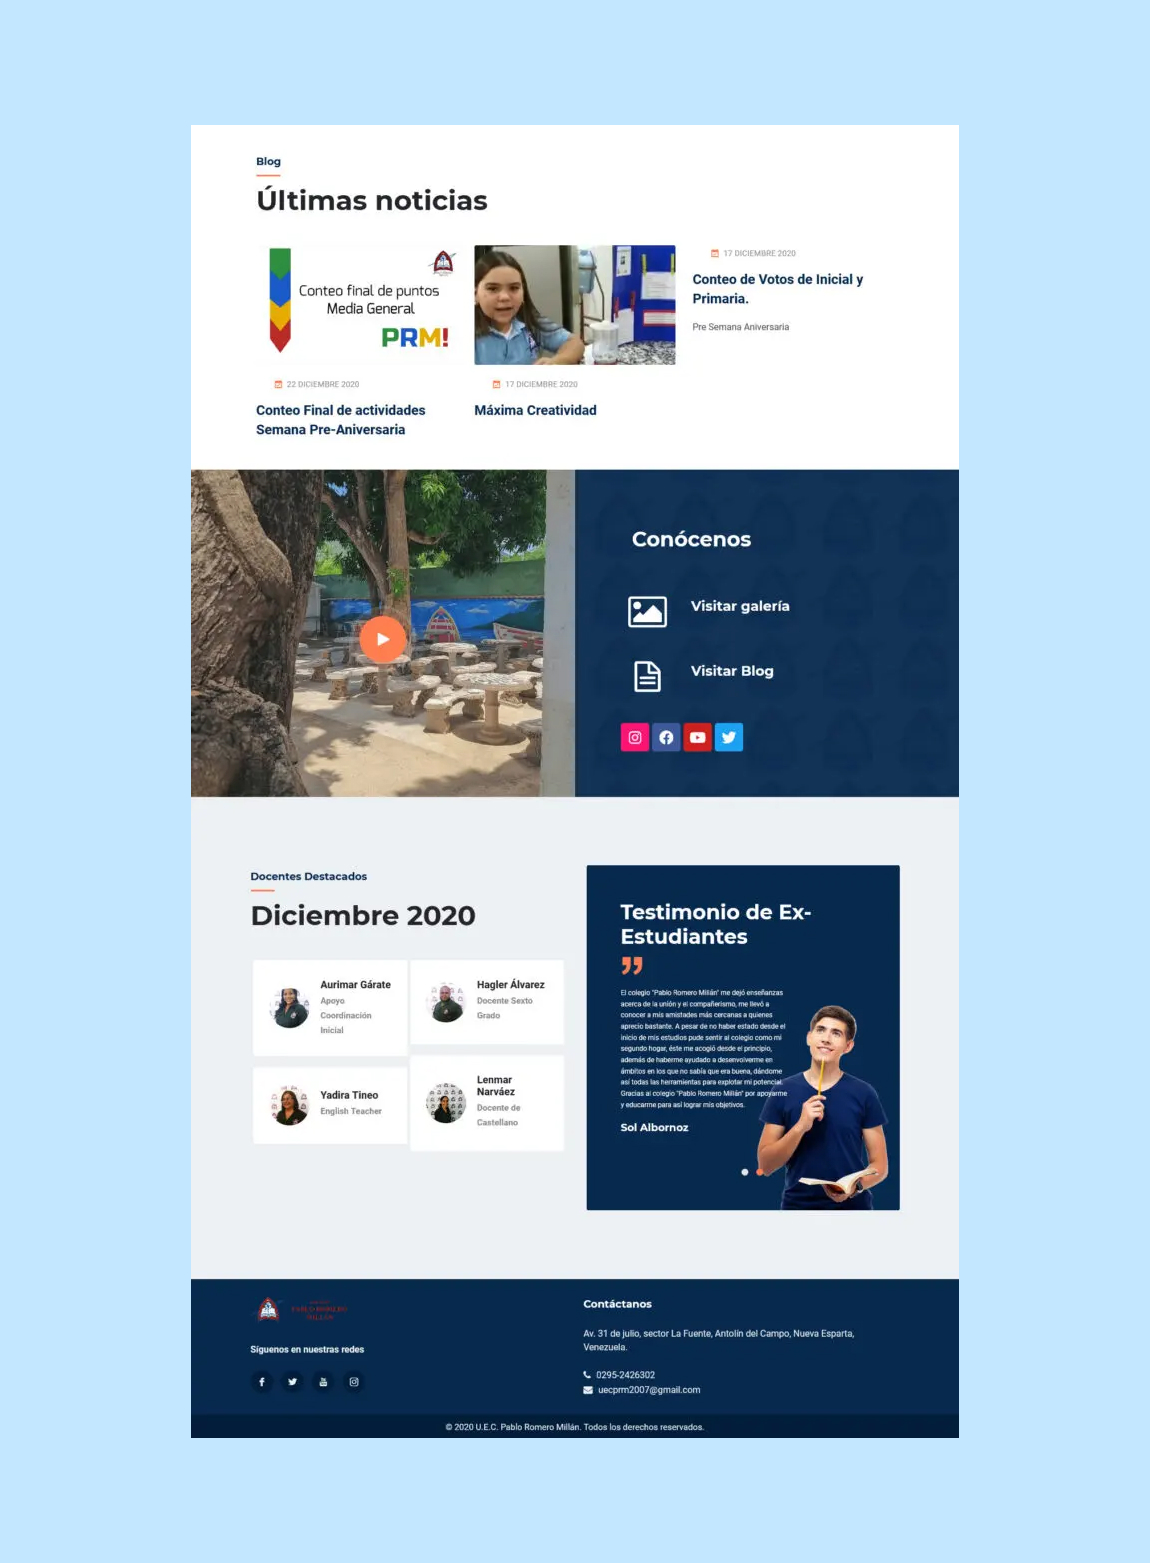 Blog
Últimas noticias
Conteo final de puntos
Media General
PRM!
22 DICIEMBRE 2020
Conteo Final de actividades
Semana Pre-Aniversaria
17 DICIEMBRE 2020
Máxima Creatividad
17 DICIEMBRE 2020
Conteo de Votos de Inicial y
Primaria.
Pre Semana Aniversaria
Conócenos
Visitar galería
Visitar Blog
Docentes Destacados
Diciembre 2020
Aurimar Gárate
Apoyo
Coordinación
Inicial
Hagler Álvarez
Docente Sexto
Grado
Yadira Tineo
English Teacher
Lenmar
Narváez
Docente de
Castellano
Testimonio de Ex-
Estudiantes
El colegio "Pablo Romero Millán" me dejó enseñanzas
acerca de la unión y el compañerismo, me llevó a
conocer a mis amistades más cercanas a quienes
aprecio bastante. A pesar de no haber estado desde el
inicio de mis estudios pude sentir al colegio como mi
segundo hogar, éste me acogió desde el principio,
además de haberme ayudado a desenvolverme en
ámbitos en los que no sabía que era buena, dándome
así todas las herramientas para explotar mi potencial.
Gracias al colegio "Pablo Romero Millán" por apoyarme
y educarme para así lograr mis objetivos.
Sol Albornoz
PABLO ROMERO
MILLÁN
Síguenos en nuestras redes
Contáctanos
Av. 31 de julio, sector La Fuente, Antolín del Campo, Nueva Esparta,
Venezuela.
0295-2426302
uecprm2007@gmail.com
© 2020 U.E.C. Pablo Romero Millán. Todos los derechos reservados.